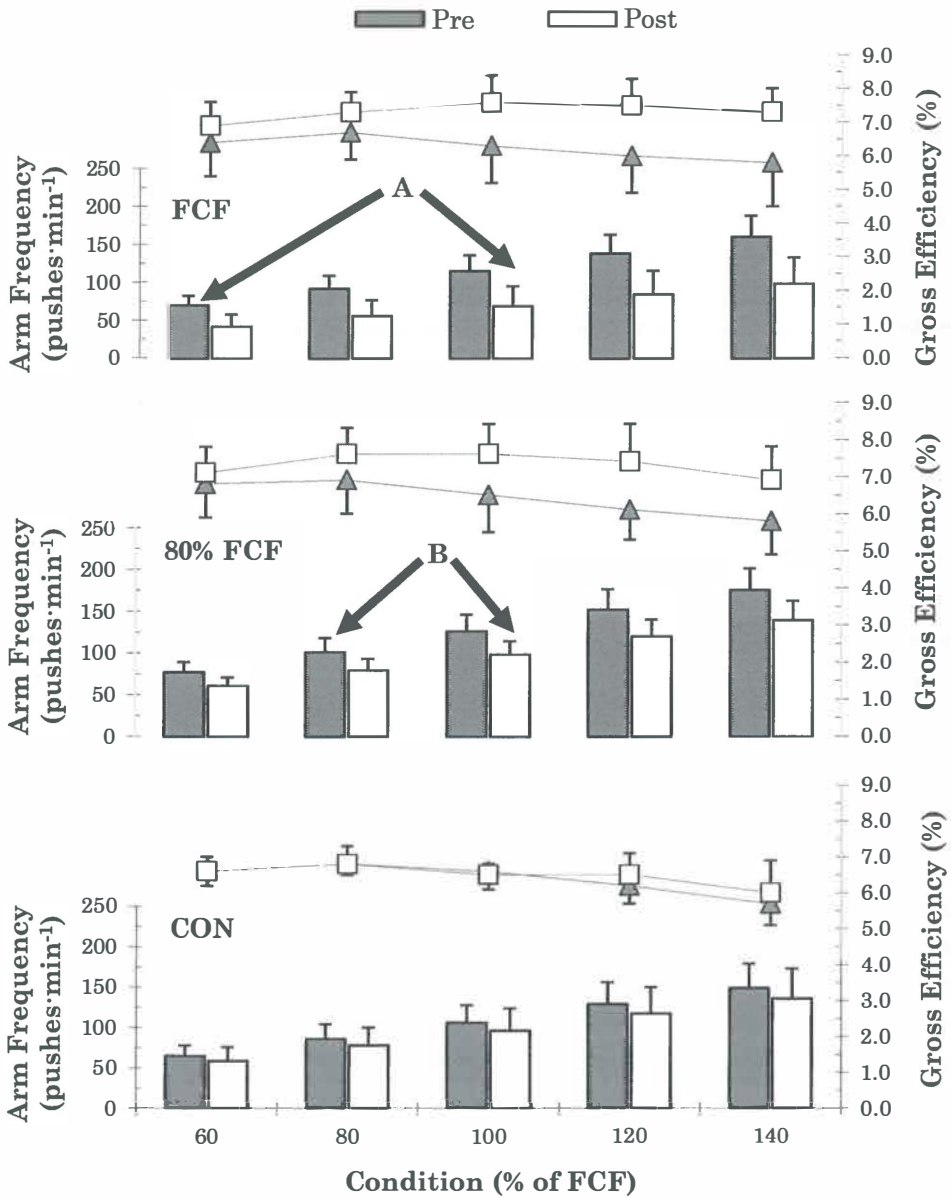 Pre Post
9.0
8.0
7.0
6.0
5.0
4.0
3.0
2.0
1.0
0.0
Gross Efficiency (%)
250
200
150
100
50
0
Arm Frequency
(pushes·min-1)
FCF
A
9.0
8.0
7.0
6.0
5.0
4.0
3.0
2.0
1.0
0.0
Gross Efficiency (%)
250
200
150
100
50
0
Arm Frequency
(pushes·min-1)
80% FCF
B
9.0
8.0
7.0
6.0
5.0
4.0
3.0
2.0
1.0
0.0
Gross Efficiency (%)
250
200
150
100
50
0
Arm Frequency
(pushes·min-1)
CON
60 80 100 120 140
Condition (% of FCF)